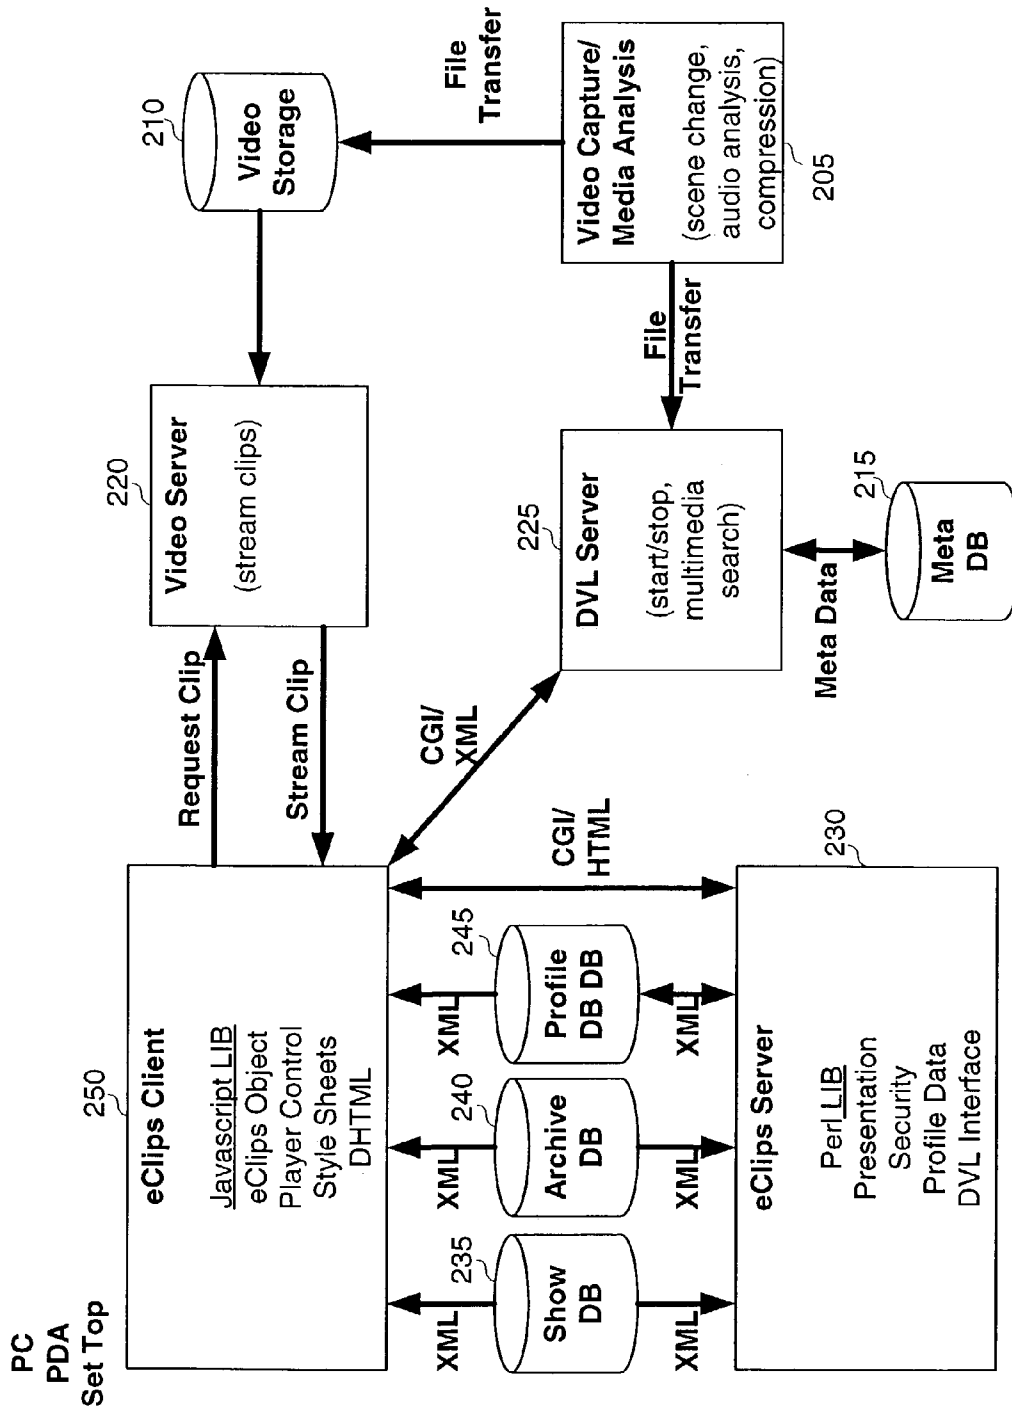 PC
PDA
Set Top
250
eClips Client
Javascript LIB
eClips Object
Player Control
Style Sheets
DHTML
Request Clip
Stream Clip
220
Video Server
(stream clips)
210
Video
Storage
File
Transfer
Video Capture/
Media Analysis
(scene change,
audio analysis,
compression)
205
File
Transfer
225
DVL Server
(start/stop,
multimedia
search)
Meta Data
215
Meta
DB
CGI/
XML
CGI/
HTML
XML
XML
XML
235
Show
DB
240
Archive
DB
245
Profile
DB DB
XML
XML
XML
230
eClips Server
Perl LIB
Presentation
Security
Profile Data
DVL Interface